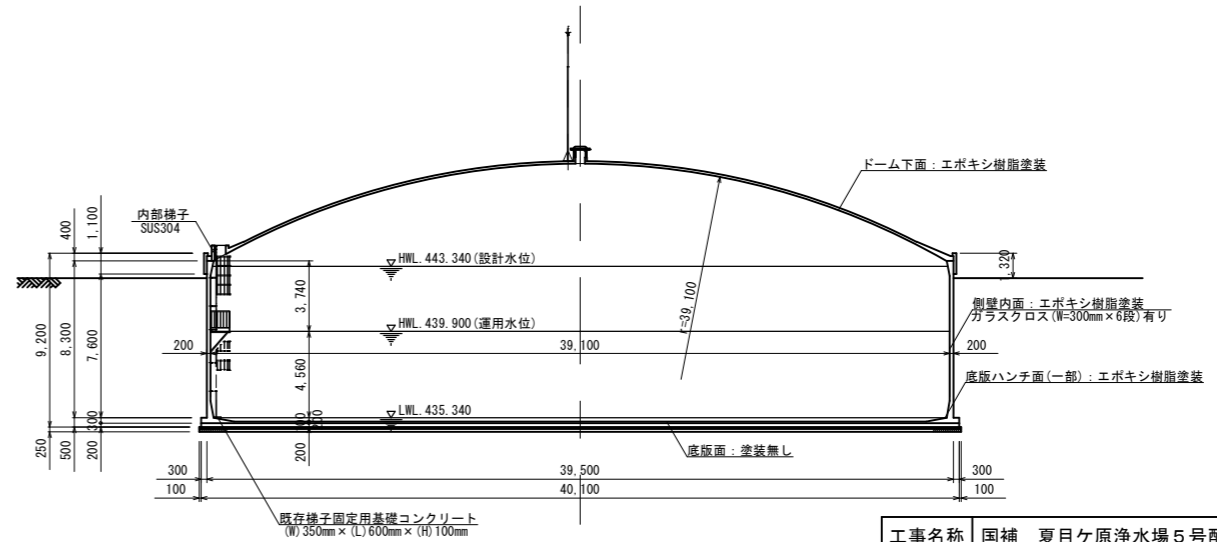 ドーム下面：エポキシ樹脂塗装
内部梯子
SUS304
400
1,100
HWL. 443.340(設計水位)
320
3,740
r=39,100
側壁内面：エポキシ樹脂塗装
ガラスクロス(W=300mm×6段)有り
HWL. 439.900(運用水位)
9,200
8,300
7,600
200
39,100
200
4,560
底版ハンチ面(一部)：エポキシ樹脂塗装
LWL. 435.340
250
500
200
300
200
底版面：塗装無し
300
39,500
300
100
40,100
100
既存梯子固定用基礎コンクリート
(W)350mm×(L)600mm×(H)100mm
工事名称
国補 夏目ケ原浄水場５号配